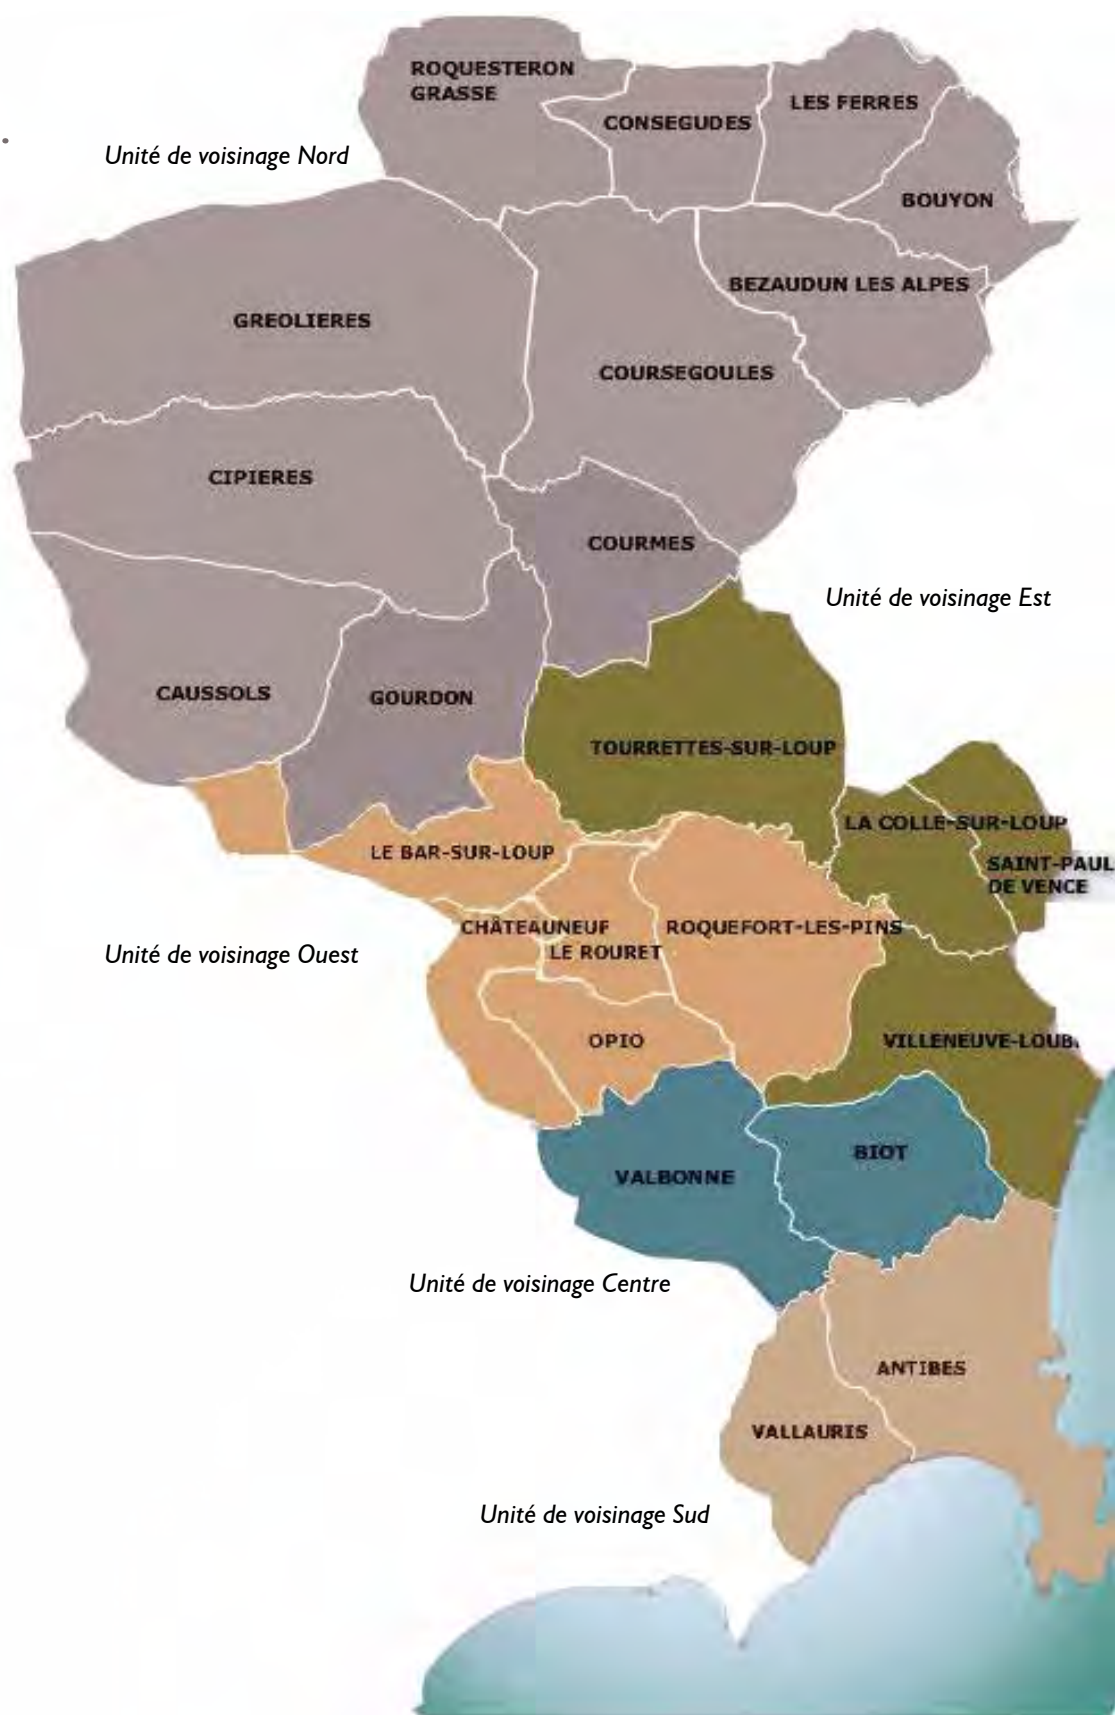 ROQUESTERON
GRASSE
CONSEGUDES
LES FERRES
Unité de voisinage Nord
BOUYON
BEZAUDUN LES ALPES
GREOLIERES
COURSEGOULES
CIPIERES
COURMES
Unité de voisinage Est
CAUSSOLS
GOURDON
TOURRETTES-SUR-LOUP
LA COLLE-SUR-LOUP
LE BAR-SUR-LOUP
SAINT-PAUL
DE VENCE
CHÂTEAUNEUF
ROQUEFORT-LES-PINS
Unité de voisinage Ouest
LE ROURET
OPIO
VILLENEUVE-LOUB
BIOT
VALBONNE
Unité de voisinage Centre
ANTIBES
VALLAURIS
Unité de voisinage Sud